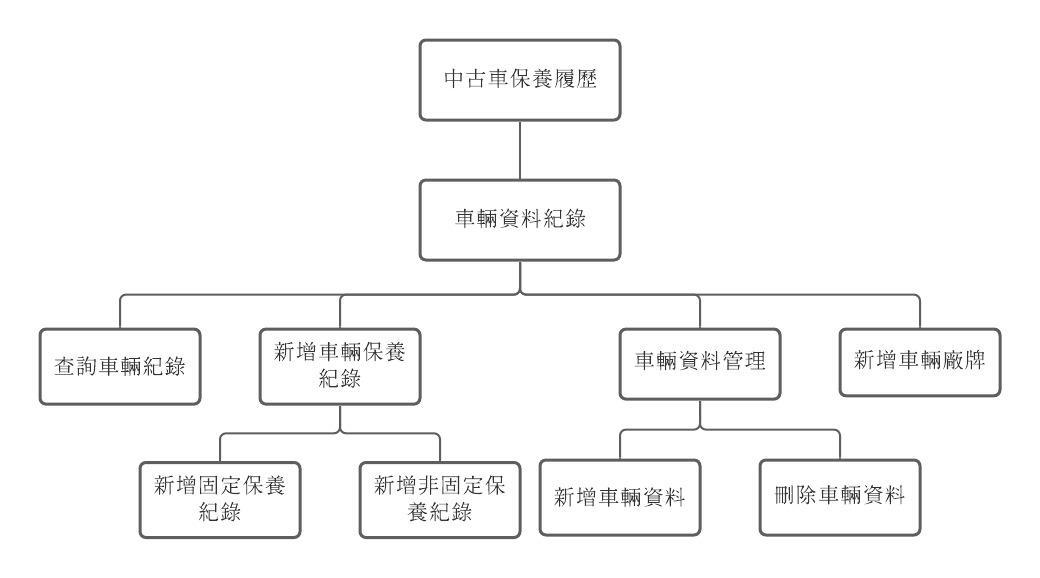 中古車保養履歷
車輛資料紀錄
查詢車輛紀錄
新增車輛保養
紀錄
車輛資料管理
新增車輛廠牌
新增固定保養
紀錄
新增非固定保
養紀錄
新增車輛資料
刪除車輛資料